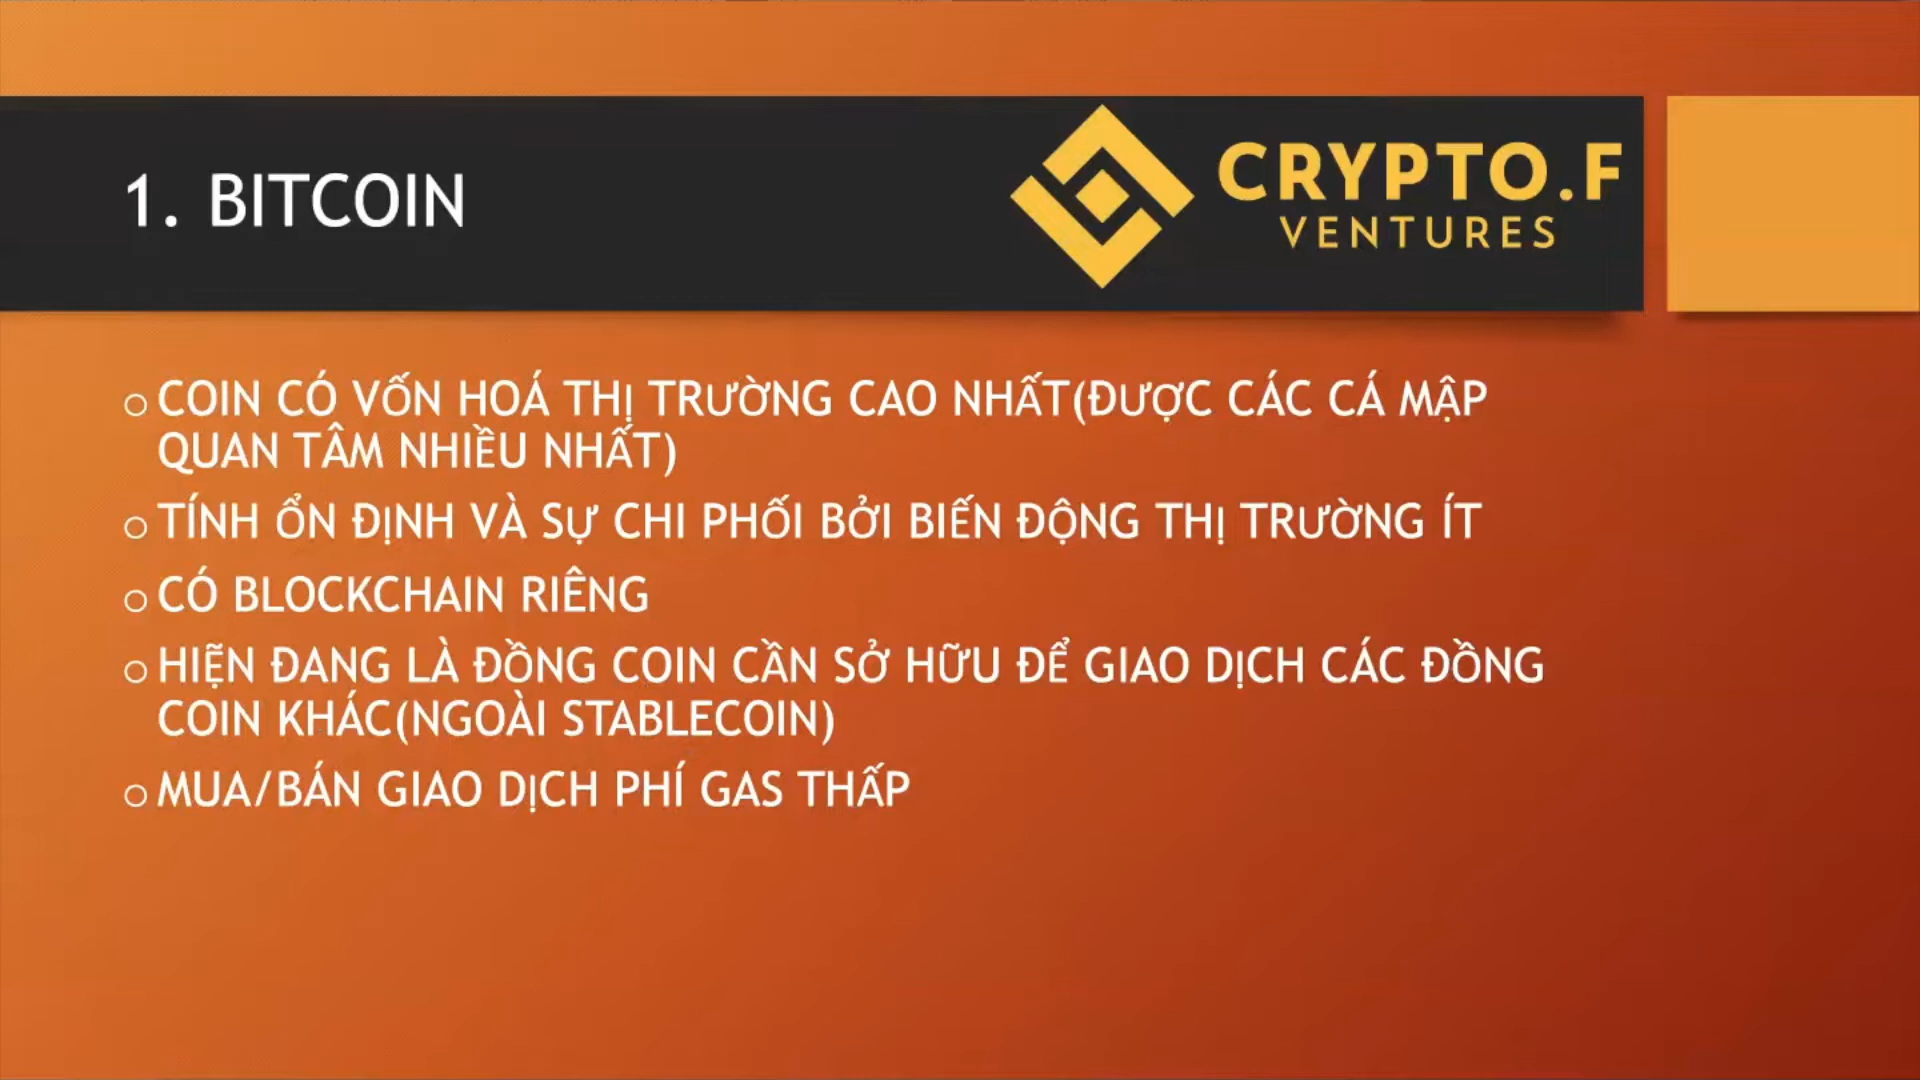 1. BITCOIN
CRYPTO.F
VENTURES
COIN CÓ VỐN HOÁ THỊ TRƯỜNG CAO NHẤT(ĐƯỢC CÁC CÁ MẬP
QUAN TÂM NHIỀU NHẤT)
TÍNH ỔN ĐỊNH VÀ SỰ CHI PHỐI BỞI BIẾN ĐỘNG THỊ TRƯỜNG ÍT
CÓ BLOCKCHAIN RIÊNG
HIỆN ĐANG LÀ ĐỒNG COIN CẦN SỞ HỮU ĐỂ GIAO DỊCH CÁC ĐỒNG
COIN KHÁC(NGOÀI STABLECOIN)
MUA/BÁN GIAO DỊCH PHÍ GAS THẤP